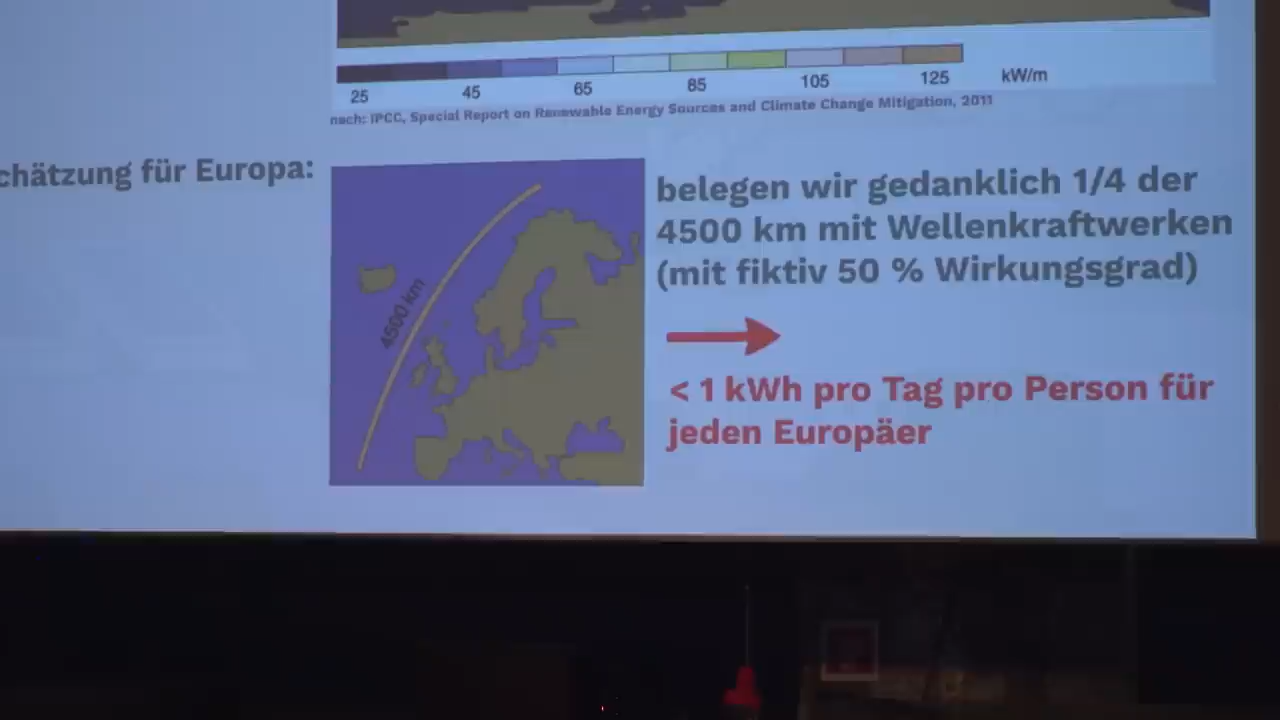 25 45 65 85 105 125 kW/m
nach: IPCC, Special Report on Renewable Energy Sources and Climate Change Mitigation, 2011
chätzung für Europa:
4500 km
belegen wir gedanklich 1/4 der
4500 km mit Wellenkraftwerken
(mit fiktiv 50 % Wirkungsgrad)
< 1 kWh pro Tag pro Person für
jeden Europäer